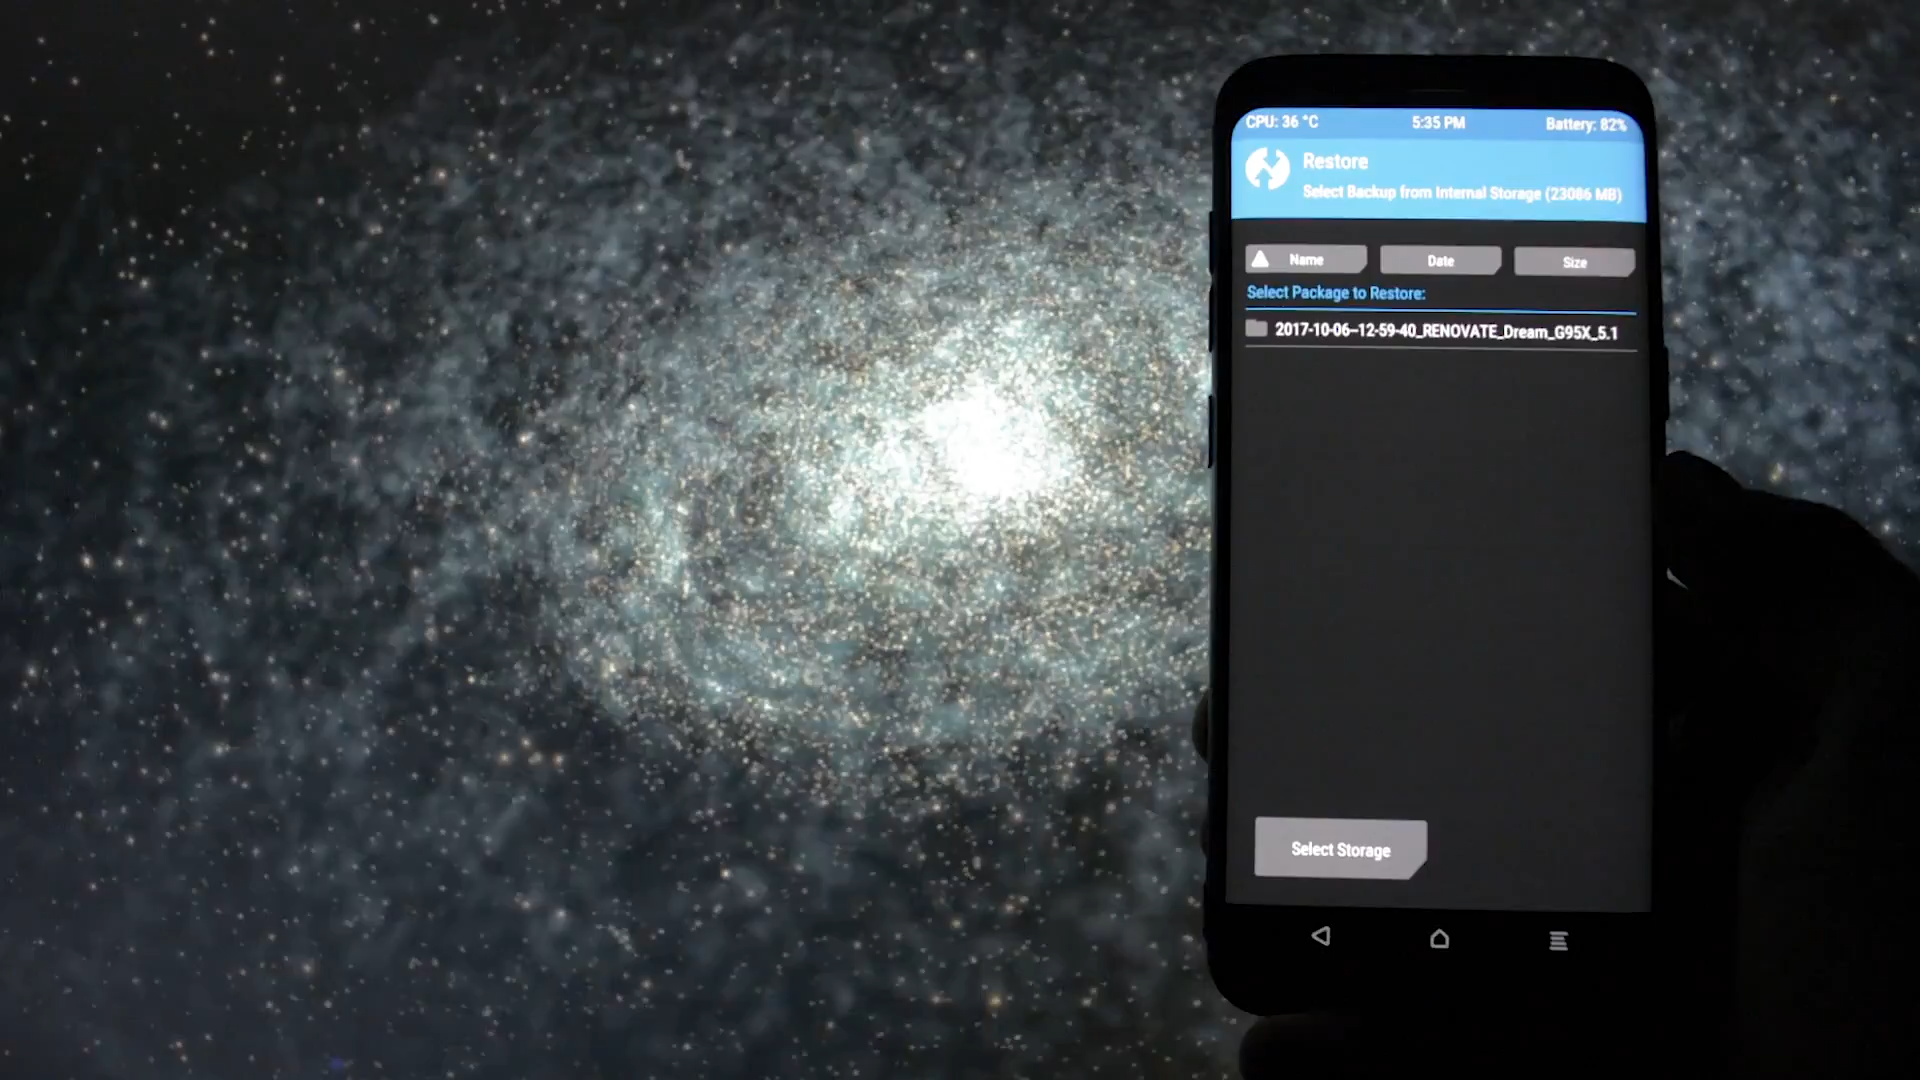 CPU: 36 °C 5:35 PM Battery: 82%
Restore
Select Backup from Internal Storage (23086 MB)
Name Date Size
Select Package to Restore:
2017-10-06--12-59-40_RENOVATE_Dream_G95X_5.1
Select Storage